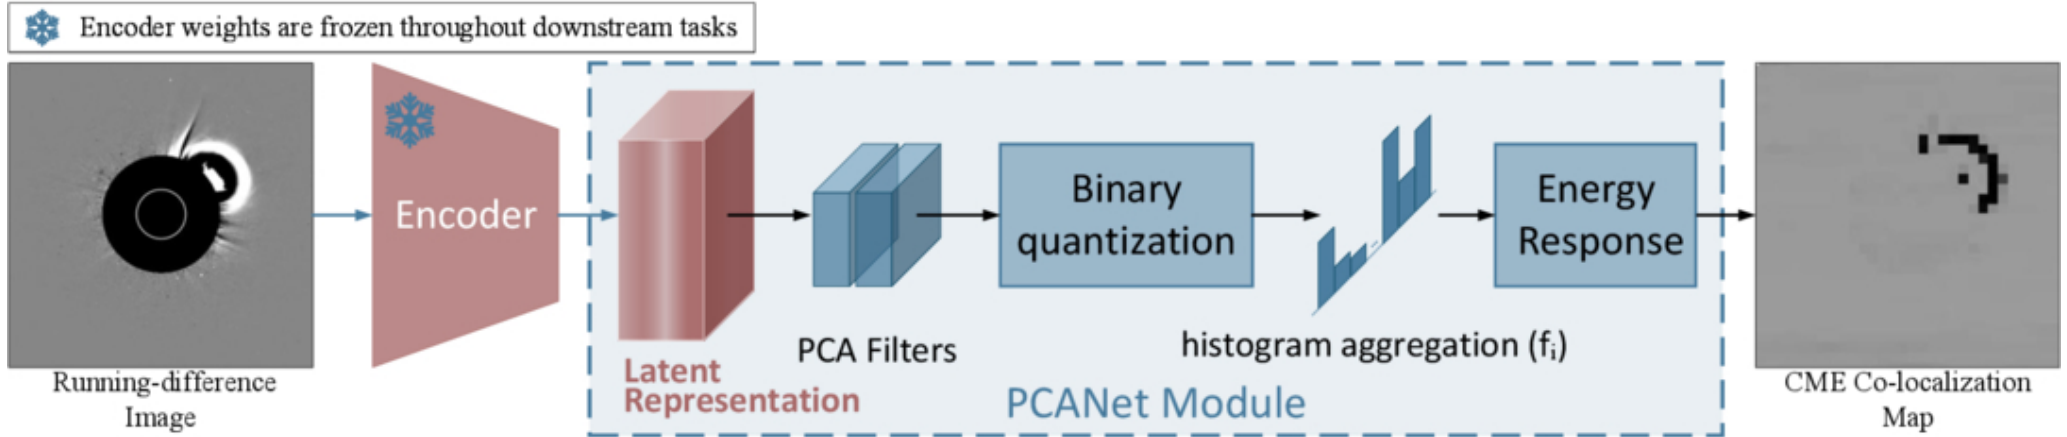 Encoder weights are frozen throughout downstream tasks
Running-difference
Image
Encoder
Latent
Representation
PCA Filters
Binary
quantization
histogram aggregation (fᵢ)
Energy
Response
PCANet Module
CME Co-localization
Map